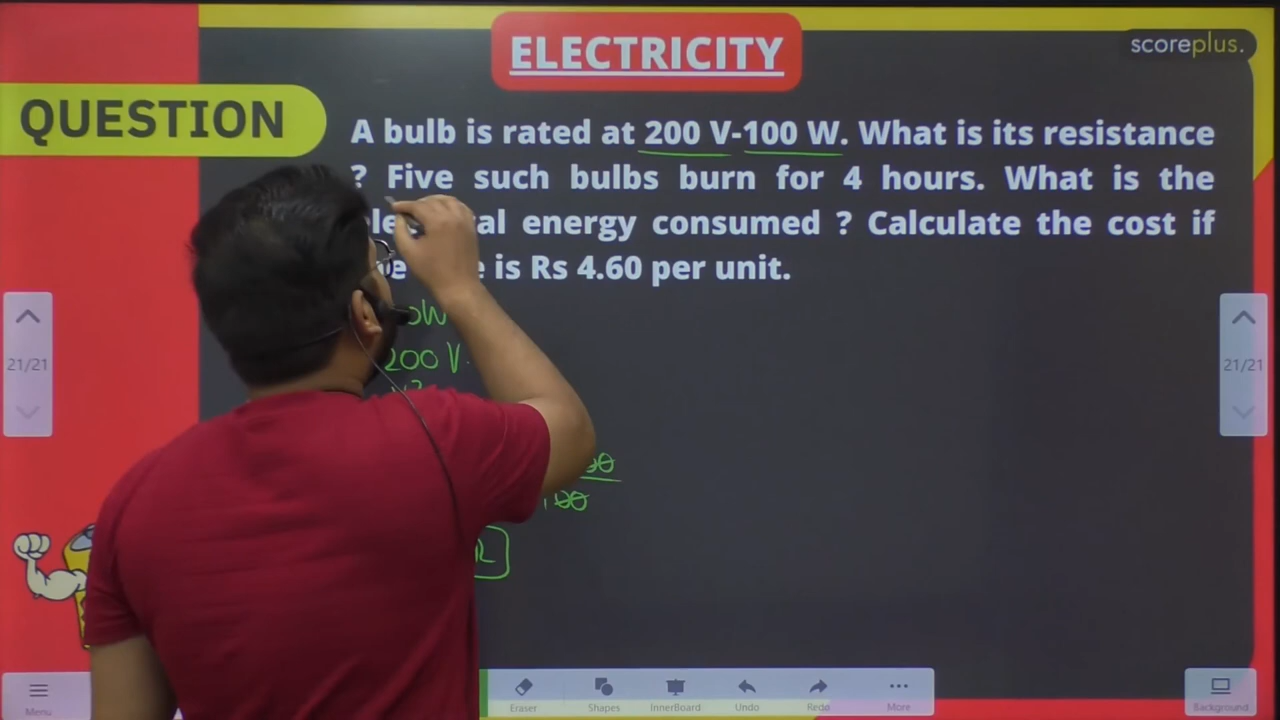 ELECTRICITY
scoreplus.
QUESTION
A bulb is rated at 200 V-100 W. What is its resistance
? Five such bulbs burn for 4 hours. What is the
energy consumed ? Calculate the cost if
is Rs 4.60 per unit.
200 V.
21/21
21/21
100
Menu
Eraser
Shapes
InnerBoard
Undo
Redo
More
Background